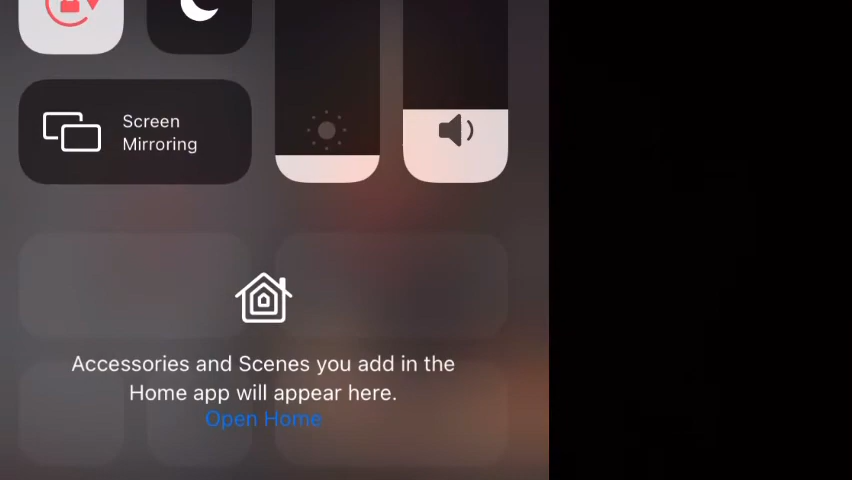 Screen
Mirroring
Accessories and Scenes you add in the
Home app will appear here.
Open Home